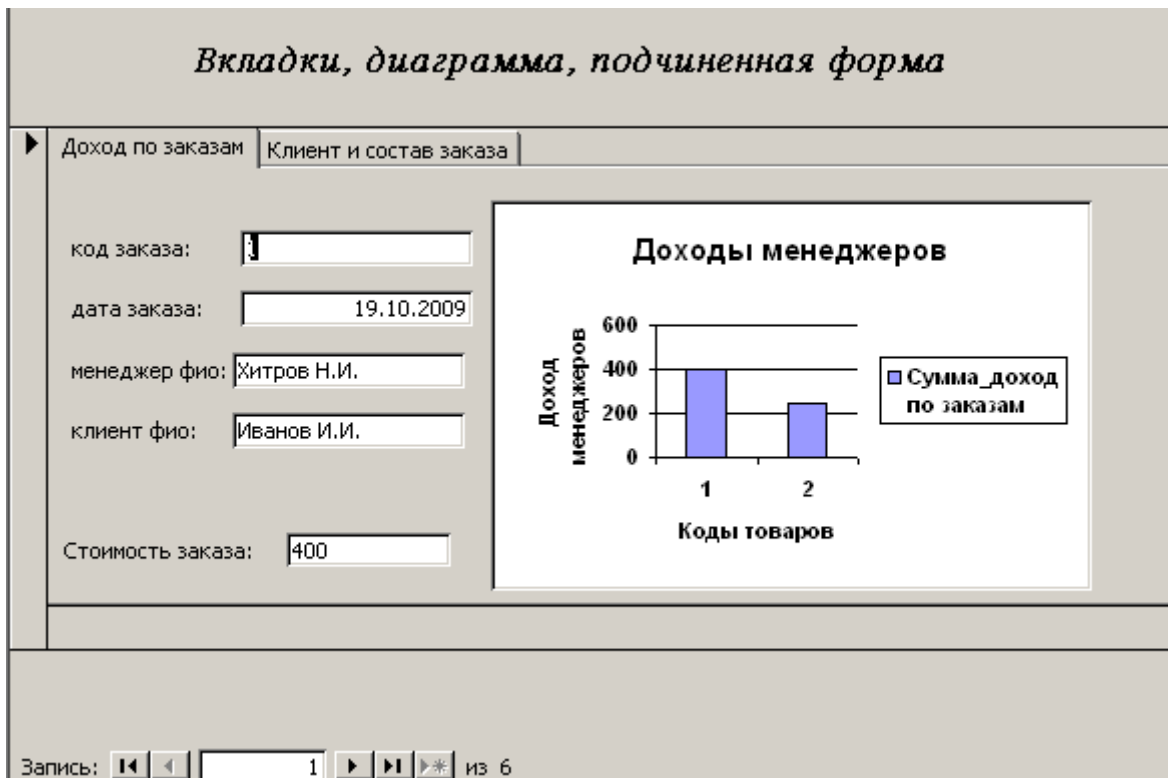 Вкладки, диаграмма, подчиненная форма
Доход по заказам
Клиент и состав заказа
код заказа: 1
дата заказа: 19.10.2009
менеджер фио: Хитров Н.И.
клиент фио: Иванов И.И.
Стоимость заказа: 400
Доходы менеджеров
Доход
менеджеров
600
400
200
0
1 2
Коды товаров
Сумма_доход
по заказам
Запись: 1 из 6